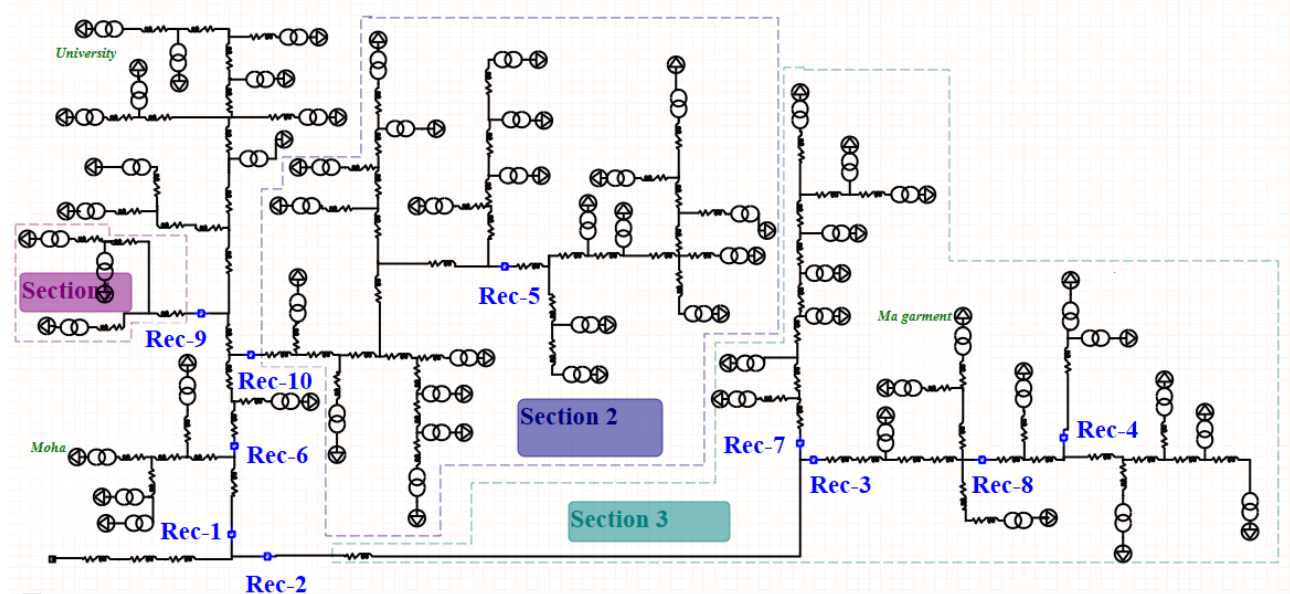 University
Section
Rec-9
Rec-5
Ma garment
Rec-10
Section 2
Rec-4
Moha
Rec-6
Rec-7
Rec-3
Rec-8
Section 3
Rec-1
Rec-2